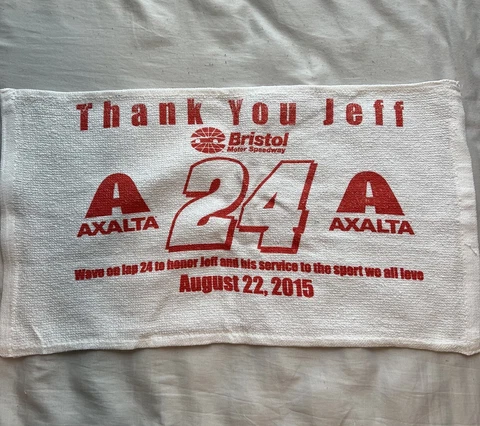 Thank You Jeff
Bristol
Motor Speedway
24
AXALTA
AXALTA
Wave on lap 24 to honor Jeff and his service to the sport we all love
August 22, 2015